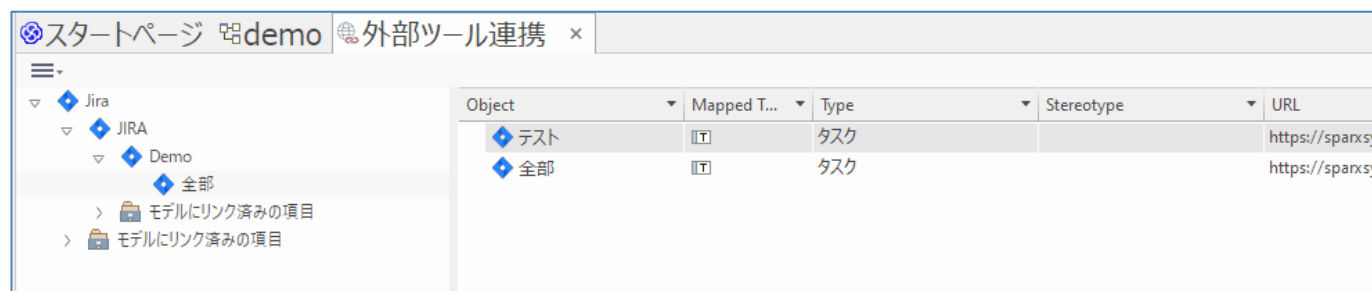 スタートページ demo 外部ツール連携 ×
Jira
JIRA
Demo
全部
モデルにリンク済みの項目
モデルにリンク済みの項目
Object Mapped T... Type Stereotype URL
テスト T タスク https://sparxsy
全部 T タスク https://sparxsy